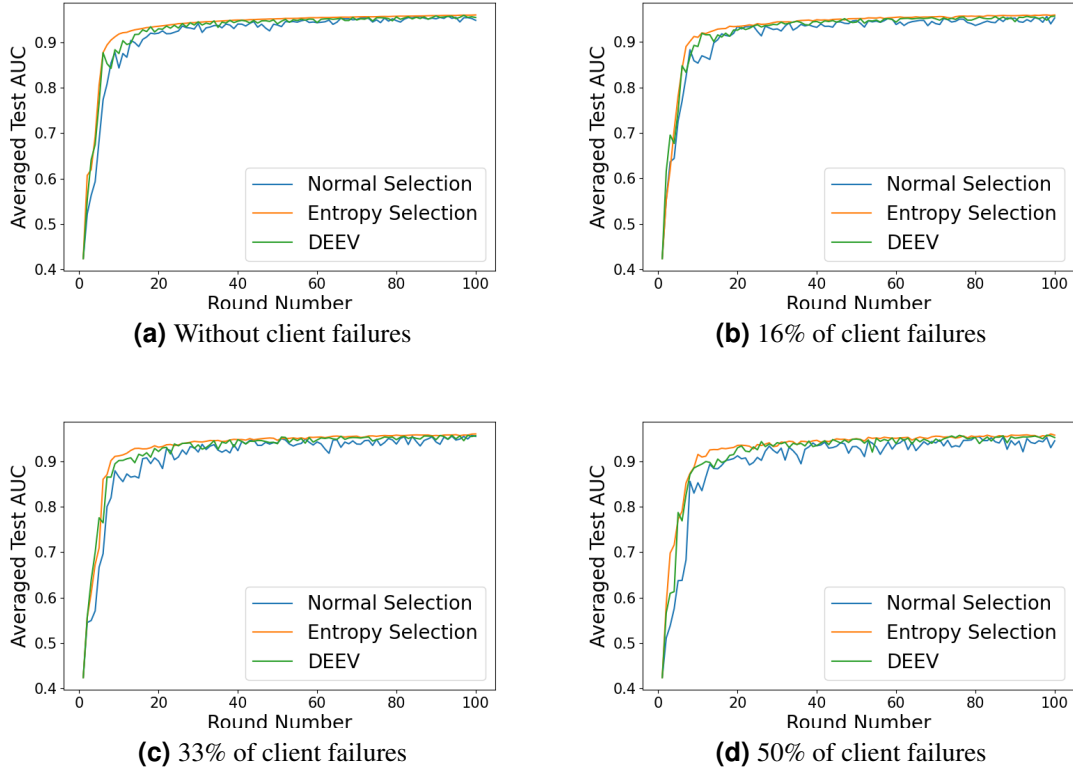 Averaged Test AUC
0.9
0.8
0.7
0.6
0.5
0.4
Normal Selection
Entropy Selection
DEEV
0 20 40 60 80 100
Round Number
(a) Without client failures
Averaged Test AUC
0.9
0.8
0.7
0.6
0.5
0.4
Normal Selection
Entropy Selection
DEEV
0 20 40 60 80 100
Round Number
(b) 16% of client failures
Averaged Test AUC
0.9
0.8
0.7
0.6
0.5
0.4
Normal Selection
Entropy Selection
DEEV
0 20 40 60 80 100
Round Number
(c) 33% of client failures
Averaged Test AUC
0.9
0.8
0.7
0.6
0.5
0.4
Normal Selection
Entropy Selection
DEEV
0 20 40 60 80 100
Round Number
(d) 50% of client failures